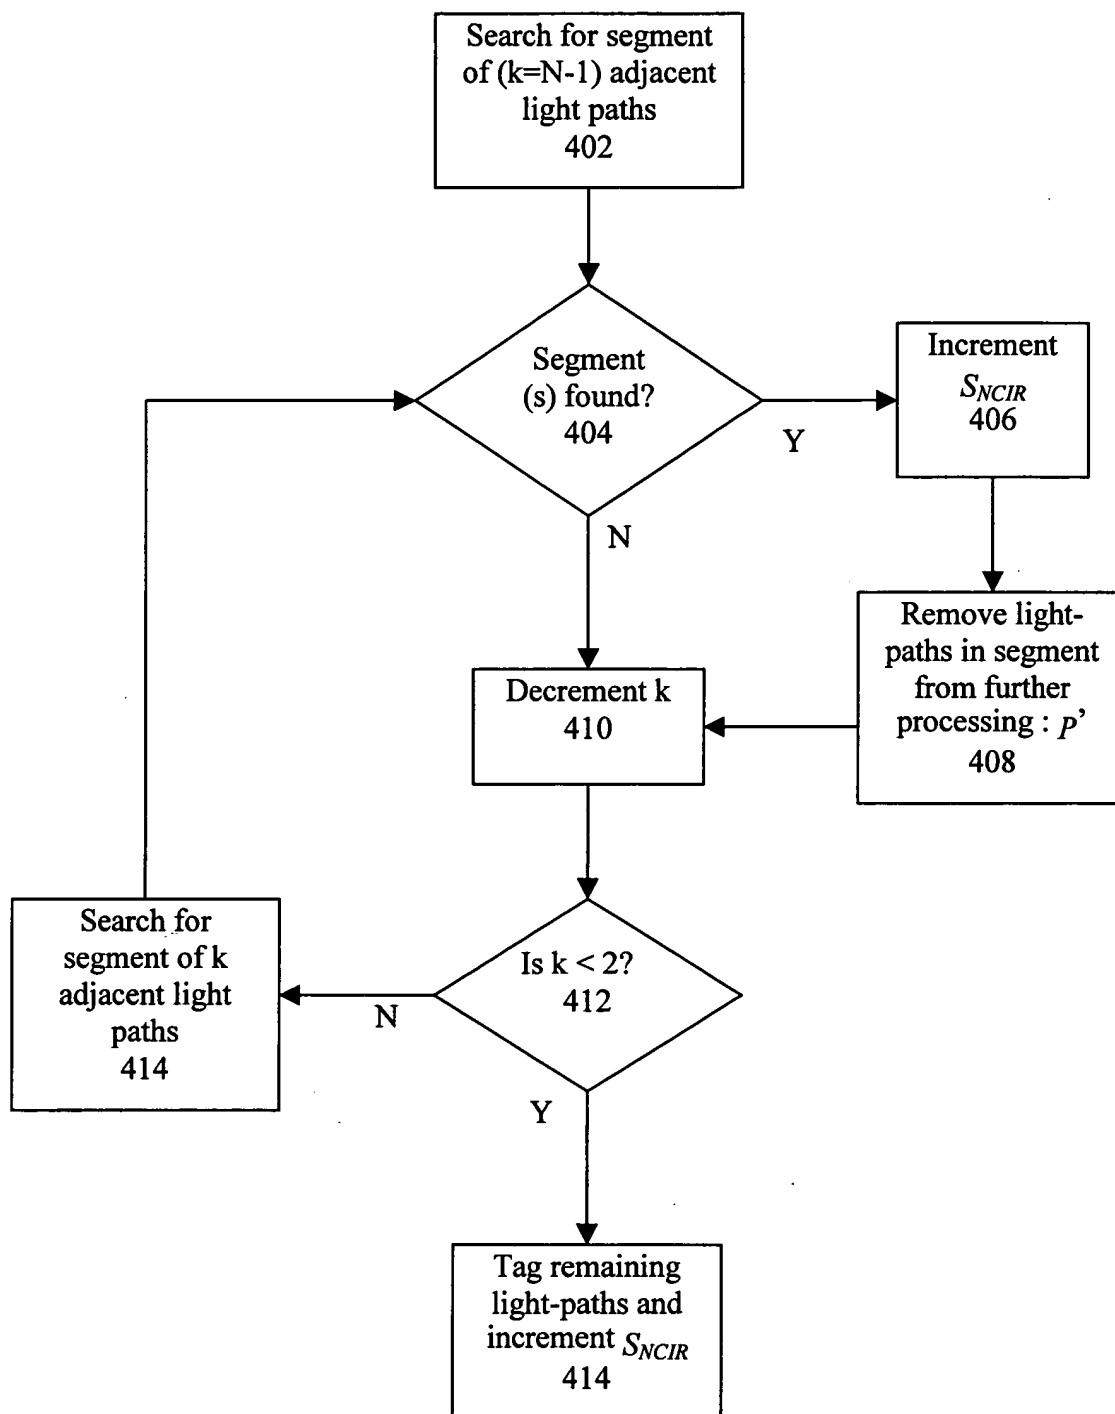 Search for segment
of (k=N-1) adjacent
light paths
402
Segment
(s) found?
404
Y
N
Increment
S_NCIR
406
Remove light-
paths in segment
from further
processing : P'
408
Decrement k
410
Is k < 2?
412
N
Y
Search for
segment of k
adjacent light
paths
414
Tag remaining
light-paths and
increment S_NCIR
414